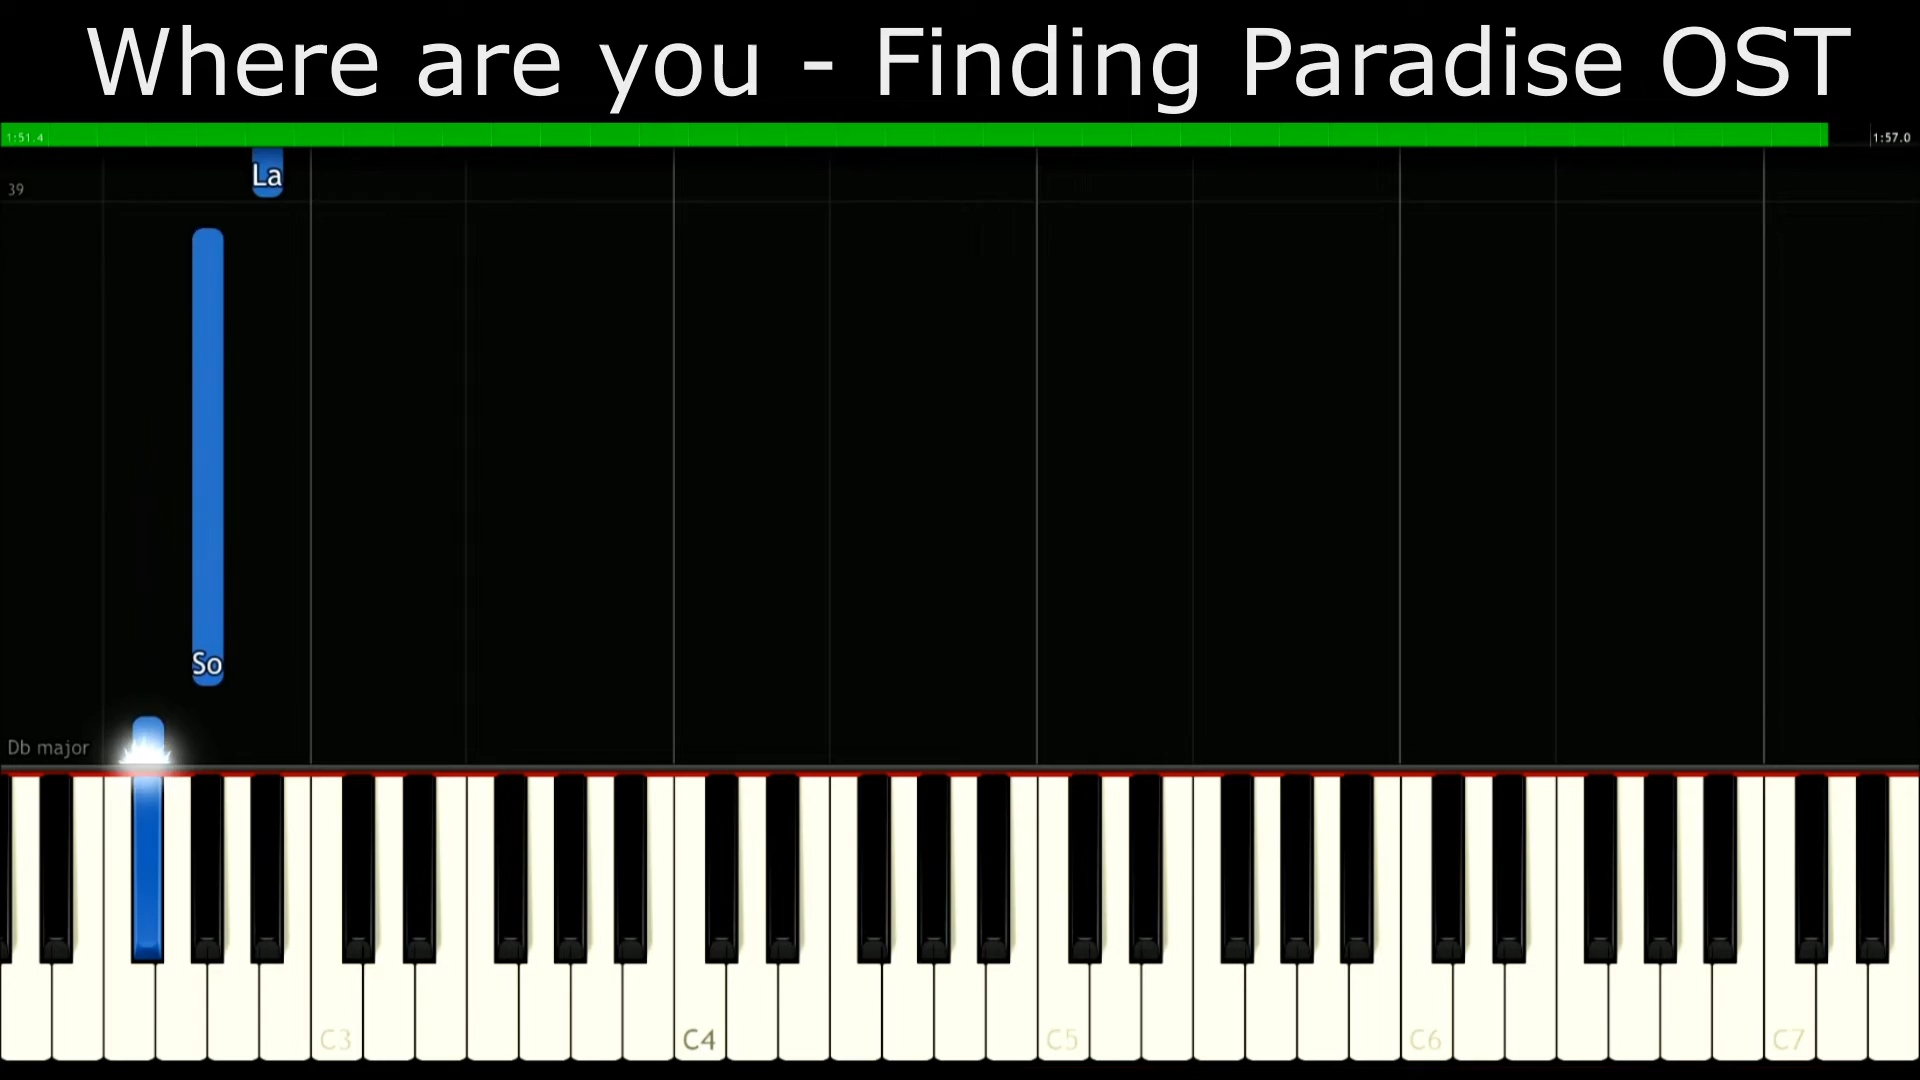 Where are you - Finding Paradise OST
1:51.4
1:57.0
La
39
So
Db major
C3
C4
C5
C6
C7